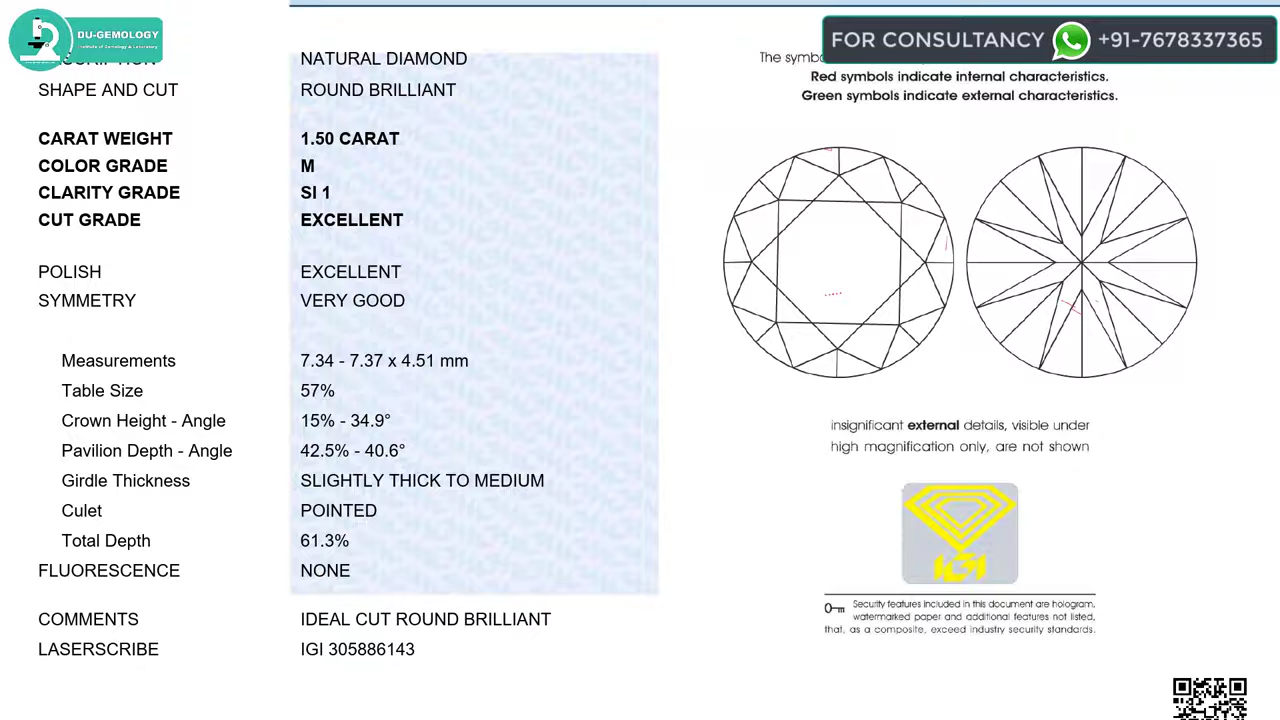 DU-GEMOLOGY
Institute of Gemology & Laboratory
FOR CONSULTANCY +91-7678337365
NATURAL DIAMOND
SHAPE AND CUT ROUND BRILLIANT
CARAT WEIGHT 1.50 CARAT
COLOR GRADE M
CLARITY GRADE SI 1
CUT GRADE EXCELLENT
POLISH EXCELLENT
SYMMETRY VERY GOOD
Measurements 7.34 - 7.37 x 4.51 mm
Table Size 57%
Crown Height - Angle 15% - 34.9°
Pavilion Depth - Angle 42.5% - 40.6°
Girdle Thickness SLIGHTLY THICK TO MEDIUM
Culet POINTED
Total Depth 61.3%
FLUORESCENCE NONE
COMMENTS IDEAL CUT ROUND BRILLIANT
LASERSCRIBE IGI 305886143
The
Red symbols indicate internal characteristics.
Green symbols indicate external characteristics.
insignificant external details, visible under
high magnification only, are not shown
IGI
Security features included in this document are hologram,
watermarked paper and additional features not listed,
that, as a composite, exceed industry security standards.